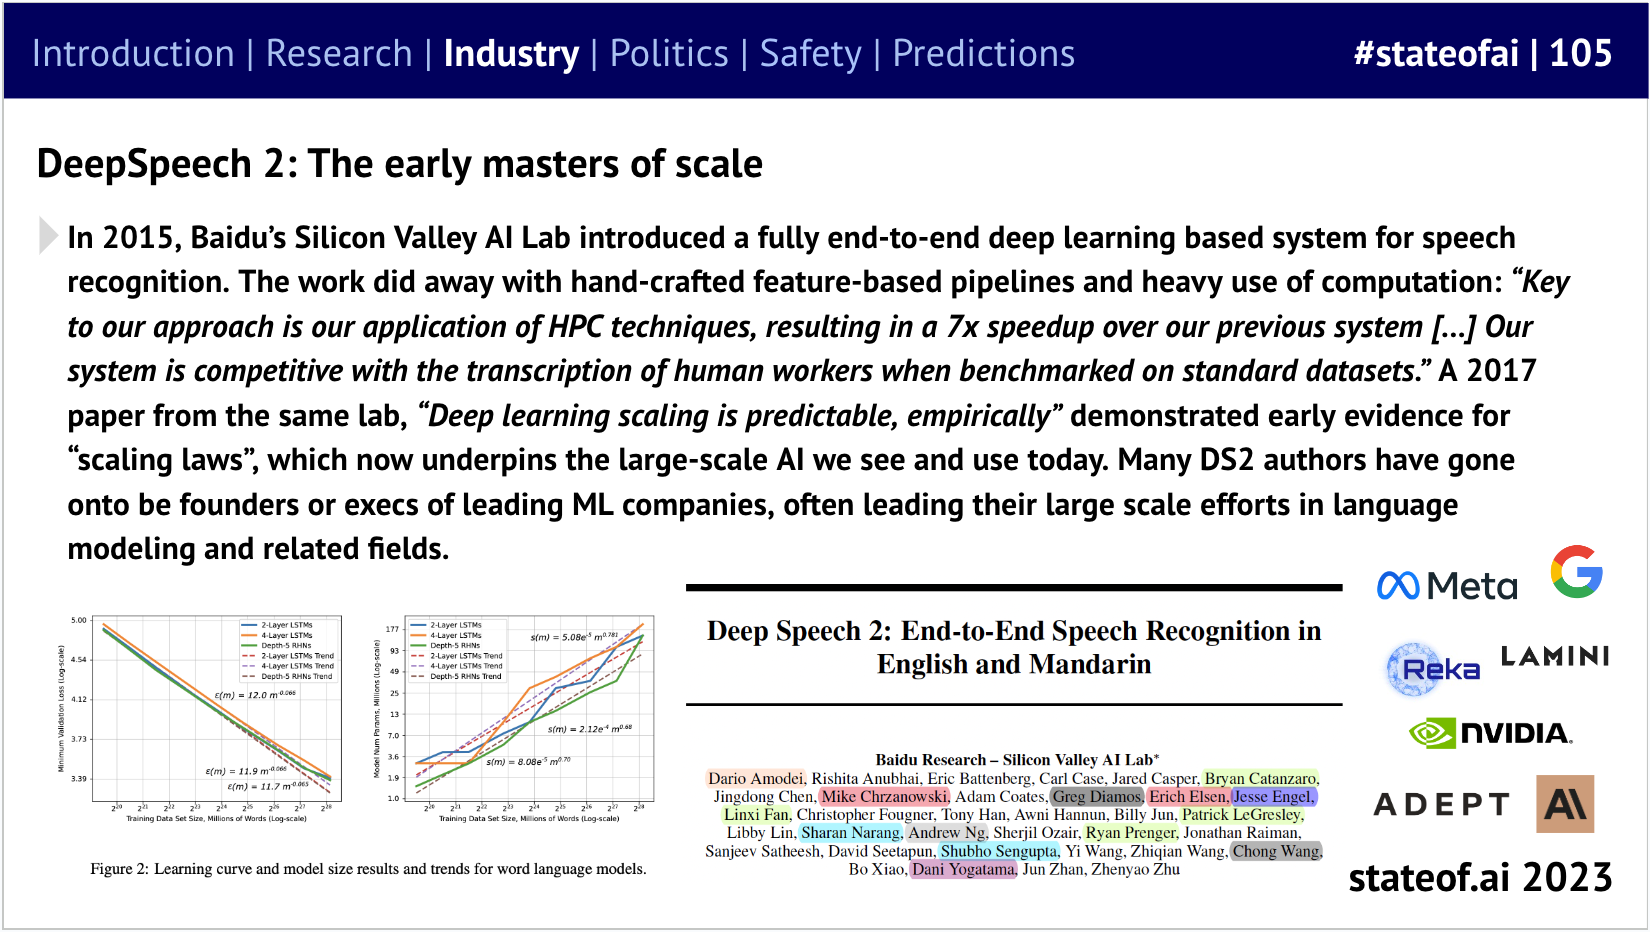 Introduction | Research | Industry | Politics | Safety | Predictions
#stateofai | 105
DeepSpeech 2: The early masters of scale
In 2015, Baidu’s Silicon Valley AI Lab introduced a fully end-to-end deep learning based system for speech
recognition. The work did away with hand-crafted feature-based pipelines and heavy use of computation: “Key
to our approach is our application of HPC techniques, resulting in a 7x speedup over our previous system [...] Our
system is competitive with the transcription of human workers when benchmarked on standard datasets.” A 2017
paper from the same lab, “Deep learning scaling is predictable, empirically” demonstrated early evidence for
“scaling laws”, which now underpins the large-scale AI we see and use today. Many DS2 authors have gone
onto be founders or execs of leading ML companies, often leading their large scale efforts in language
modeling and related fields.
Minimum Validation Loss (Log-scale)
5.00
4.54
4.12
3.73
3.39
2-Layer LSTMs
4-Layer LSTMs
Depth-5 RHNs
2-Layer LSTMs Trend
4-Layer LSTMs Trend
Depth-5 RHNs Trend
ε(m) = 12.0 m^-0.066
ε(m) = 11.9 m^-0.066
ε(m) = 11.7 m^-0.065
2^20 2^21 2^22 2^23 2^24 2^25 2^26 2^27 2^28
Training Data Set Size, Millions of Words (Log-scale)
Model Num Params, Millions (Log-scale)
177
93
49
25
13
7.0
3.6
1.9
1.0
2-Layer LSTMs
4-Layer LSTMs
Depth-5 RHNs
2-Layer LSTMs Trend
4-Layer LSTMs Trend
Depth-5 RHNs Trend
s(m) = 5.08e^-5 m^0.781
s(m) = 2.12e^-4 m^0.68
s(m) = 8.08e^-5 m^0.70
2^20 2^21 2^22 2^23 2^24 2^25 2^26 2^27 2^28
Training Data Set Size, Millions of Words (Log-scale)
Figure 2: Learning curve and model size results and trends for word language models.
Deep Speech 2: End-to-End Speech Recognition in
English and Mandarin
Baidu Research – Silicon Valley AI Lab*
Dario Amodei, Rishita Anubhai, Eric Battenberg, Carl Case, Jared Casper, Bryan Catanzaro,
Jingdong Chen, Mike Chrzanowski, Adam Coates, Greg Diamos, Erich Elsen, Jesse Engel,
Linxi Fan, Christopher Fougner, Tony Han, Awni Hannun, Billy Jun, Patrick LeGresley,
Libby Lin, Sharan Narang, Andrew Ng, Sherjil Ozair, Ryan Prenger, Jonathan Raiman,
Sanjeev Satheesh, David Seetapun, Shubho Sengupta, Yi Wang, Zhiqian Wang, Chong Wang,
Bo Xiao, Dani Yogatama, Jun Zhan, Zhenyao Zhu
Meta
G
Reka
LAMINI
NVIDIA.
ADEPT
A\
stateof.ai 2023